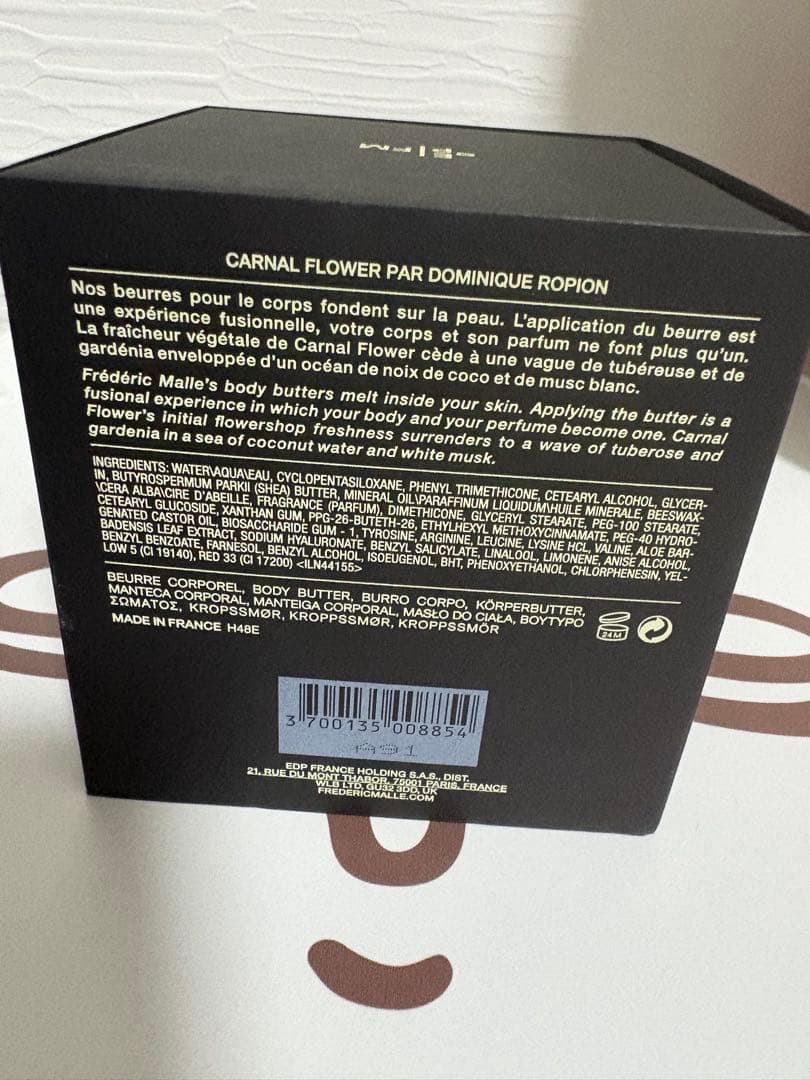 CARNAL FLOWER PAR DOMINIQUE ROPION
Nos beurres pour le corps fondent sur la peau. L'application du beurre est
une expérience fusionnelle, votre corps et son parfum ne font plus qu'un.
La fraîcheur végétale de Carnal Flower cède à une vague de tubéreuse et de
gardénia enveloppée d'un océan de noix de coco et de musc blanc.
Frédéric Malle's body butters melt inside your skin. Applying the butter is a
fusional experience in which your body and your perfume become one. Carnal
Flower's initial flowershop freshness surrenders to a wave of tuberose and
gardenia in a sea of coconut water and white musk.
INGREDIENTS: WATER\AQUA\EAU, CYCLOPENTASILOXANE, PHENYL TRIMETHICONE, CETEARYL ALCOHOL, GLYCER-
IN, BUTYROSPERMUM PARKII (SHEA) BUTTER, MINERAL OIL\PARAFFINUM LIQUIDUM\HUILE MINERALE, BEESWAX-
\CERA ALBA\CIRE D'ABEILLE, FRAGRANCE (PARFUM), DIMETHICONE, GLYCERYL STEARATE, PEG-100 STEARATE,
CETEARYL GLUCOSIDE, XANTHAN GUM, PPG-26-BUTETH-26, ETHYLHEXYL METHOXYCINNAMATE, PEG-40 HYDRO-
GENATED CASTOR OIL, BIOSACCHARIDE GUM - 1, TYROSINE, ARGININE, LEUCINE, LYSINE HCL, VALINE, ALOE BAR-
BADENSIS LEAF EXTRACT, SODIUM HYALURONATE, BENZYL SALICYLATE, LINALOOL, LIMONENE, ANISE ALCOHOL,
BENZYL BENZOATE, FARNESOL, BENZYL ALCOHOL, ISOEUGENOL, BHT, PHENOXYETHANOL, CHLORPHENESIN, YEL-
LOW 5 (CI 19140), RED 33 (CI 17200) <ILN44155>
BEURRE CORPOREL, BODY BUTTER, BURRO CORPO, KÖRPERBUTTER,
MANTECA CORPORAL, MANTEIGA CORPORAL, MASŁO DO CIAŁA, ΒΟΥΤΥΡΟ
ΣΩΜΑΤΟΣ, KROPSSMØR, KROPPSSMØR, KROPPSSMÖR
MADE IN FRANCE H48E
24M
3 700135 008854
A91
EDP FRANCE HOLDING S.A.S., DIST.
21, RUE DU MONT THABOR, 75001 PARIS, FRANCE
WLB LTD, GU32 3DD, UK
FREDERICMALLE.COM